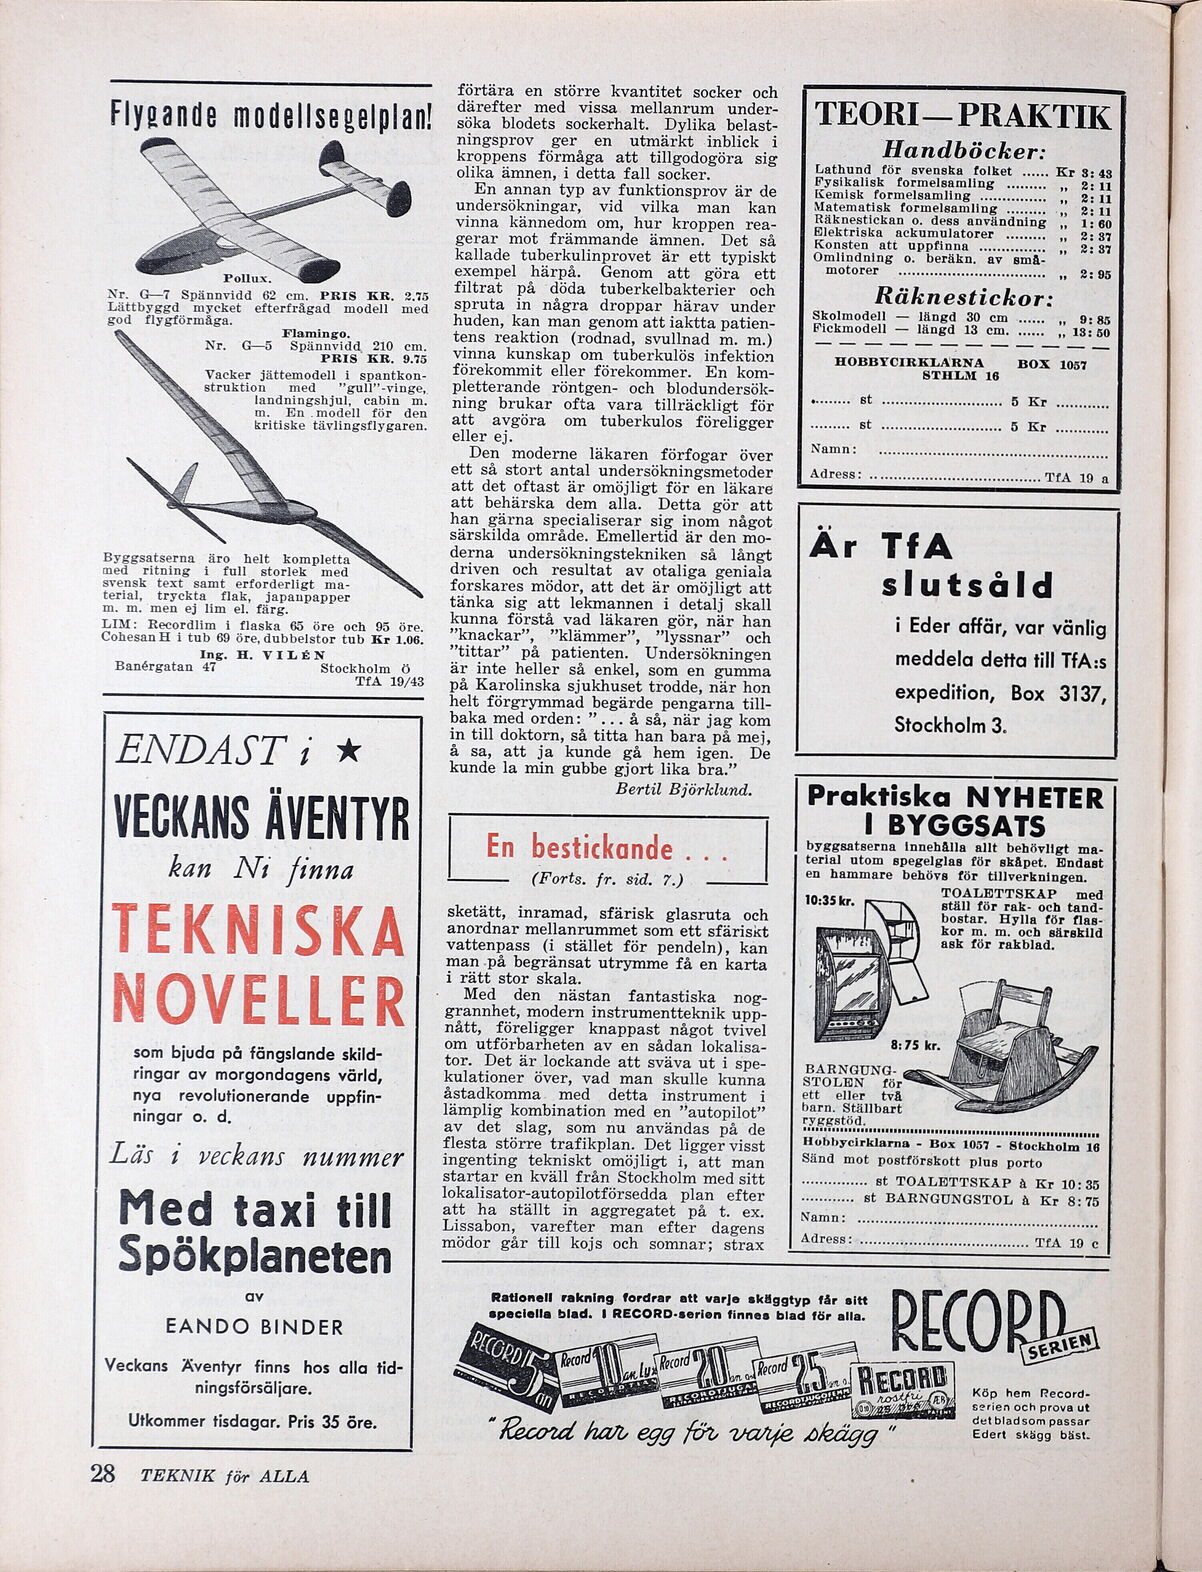 Flygande modellsegelplan!
Pollux.
Nr. G—7 Spännvidd 62 cm. PRIS KR. 2.75
Lättbyggd mycket efterfrågad modell med
god flygförmåga.
Flamingo.
Nr. G—5 Spännvidd 210 cm.
PRIS KR. 9.75
Vacker jättemodell i spantkon-
struktion med ”gull”-vinge,
landningshjul, cabin m.
m. En modell för den
kritiske tävlingsflygaren.
Byggsatserna äro helt kompletta
med ritning i full storlek med
svensk text samt erforderligt ma-
terial, tryckta flak, japanpapper
m. m. men ej lim el. färg.
LIM: Recordlim i flaska 65 öre och 95 öre.
Cohesan H i tub 69 öre, dubbelstor tub Kr 1.06.
Ing. H. VILÉN
Banérgatan 47 Stockholm Ö
TfA 19/43
ENDAST i ★
VECKANS ÄVENTYR
kan Ni finna
TEKNISKA
NOVELLER
som bjuda på fängslande skild-
ringar av morgondagens värld,
nya revolutionerande uppfin-
ningar o. d.
Läs i veckans nummer
Med taxi till
Spökplaneten
av
EANDO BINDER
Veckans Äventyr finns hos alla tid-
ningsförsäljare.
Utkommer tisdagar. Pris 35 öre.
förtära en större kvantitet socker och
därefter med vissa mellanrum under-
söka blodets sockerhalt. Dylika belast-
ningsprov ger en utmärkt inblick i
kroppens förmåga att tillgodogöra sig
olika ämnen, i detta fall socker.
En annan typ av funktionsprov är de
undersökningar, vid vilka man kan
vinna kännedom om, hur kroppen rea-
gerar mot främmande ämnen. Det så
kallade tuberkulinprovet är ett typiskt
exempel härpå. Genom att göra ett
filtrat på döda tuberkelbakterier och
spruta in några droppar härav under
huden, kan man genom att iaktta patien-
tens reaktion (rodnad, svullnad m. m.)
vinna kunskap om tuberkulös infektion
förekommit eller förekommer. En kom-
pletterande röntgen- och blodundersök-
ning brukar ofta vara tillräckligt för
att avgöra om tuberkulos föreligger
eller ej.
Den moderne läkaren förfogar över
ett så stort antal undersökningsmetoder
att det oftast är omöjligt för en läkare
att behärska dem alla. Detta gör att
han gärna specialiserar sig inom något
särskilda område. Emellertid är den mo-
derna undersökningstekniken så långt
driven och resultat av otaliga geniala
forskares mödor, att det är omöjligt att
tänka sig att lekmannen i detalj skall
kunna förstå vad läkaren gör, när han
”knackar”, ”klämmer”, ”lyssnar” och
”tittar” på patienten. Undersökningen
är inte heller så enkel, som en gumma
på Karolinska sjukhuset trodde, när hon
helt förgrymmad begärde pengarna till-
baka med orden: ”... å så, när jag kom
in till doktorn, så titta han bara på mej,
å sa, att ja kunde gå hem igen. De
kunde la min gubbe gjort lika bra.”
Bertil Björklund.
En bestickande . . .
(Forts. fr. sid. 7.)
sketätt, inramad, sfärisk glasruta och
anordnar mellanrummet som ett sfäriskt
vattenpass (i stället för pendeln), kan
man på begränsat utrymme få en karta
i rätt stor skala.
Med den nästan fantastiska nog-
grannhet, modern instrumentteknik upp-
nått, föreligger knappast något tvivel
om utförbarheten av en sådan lokalisa-
tor. Det är lockande att sväva ut i spe-
kulationer över, vad man skulle kunna
åstadkomma med detta instrument i
lämplig kombination med en ”autopilot”
av det slag, som nu användas på de
flesta större trafikplan. Det ligger visst
ingenting tekniskt omöjligt i, att man
startar en kväll från Stockholm med sitt
lokalisator-autopilotförsedda plan efter
att ha ställt in aggregatet på t. ex.
Lissabon, varefter man efter dagens
mödor går till kojs och somnar; strax
TEORI—PRAKTIK
Handböcker:
Lathund för svenska folket ...... Kr 3:43
Fysikalisk formelsamling ......... „ 2:11
Kemisk formelsamling ............... „ 2:11
Matematisk formelsamling ......... „ 2:11
Räknestickan o. dess användning „ 1:60
Elektriska ackumulatorer ......... „ 2:37
Konsten att uppfinna ............... „ 2:37
Omlindning o. beräkn. av små-
motorer .............................. „ 2:95
Räknestickor:
Skolmodell — längd 30 cm ...... „ 9:85
Fickmodell — längd 13 cm. ...... „ 13:50
HOBBYCIRKLARNA BOX 1057
STHLM 16
......... st ........................... 5 Kr ............
......... st ........................... 5 Kr ............
Namn: ..................................................
Adress: ...................................... TfA 19 a
Är TfA
slutsåld
i Eder affär, var vänlig
meddela detta till TfA:s
expedition, Box 3137,
Stockholm 3.
Praktiska NYHETER
I BYGGSATS
byggsatserna innehålla allt behövligt ma-
terial utom spegelglas för skåpet. Endast
en hammare behövs för tillverkningen.
10:35 kr.
TOALETTSKÅP med
ställ för rak- och tand-
bostar. Hylla för flas-
kor m. m. och särskild
ask för rakblad.
8:75 kr.
BARNGUNG-
STOLEN för
ett eller två
barn. Ställbart
ryggstöd.
Hobbycirklarna - Box 1057 - Stockholm 16
Sänd mot postförskott plus porto
............... st TOALETTSKÅP à Kr 10:35
............ st BARNGUNGSTOL à Kr 8:75
Namn: ......................................................
Adress: ...................................... TfA 19 c
Rationell rakning fordrar att varje skäggtyp får sitt
speciella blad. I RECORD-serien finnes blad för alla.
RECORD
SERIEN
RECORD 5
Record 10
Record 20
Record 25
RECORD
rostfri
"Record har egg för varje skägg"
Köp hem Record-
serien och prova ut
det blad som passar
Edert skägg bäst.
28 TEKNIK för ALLA